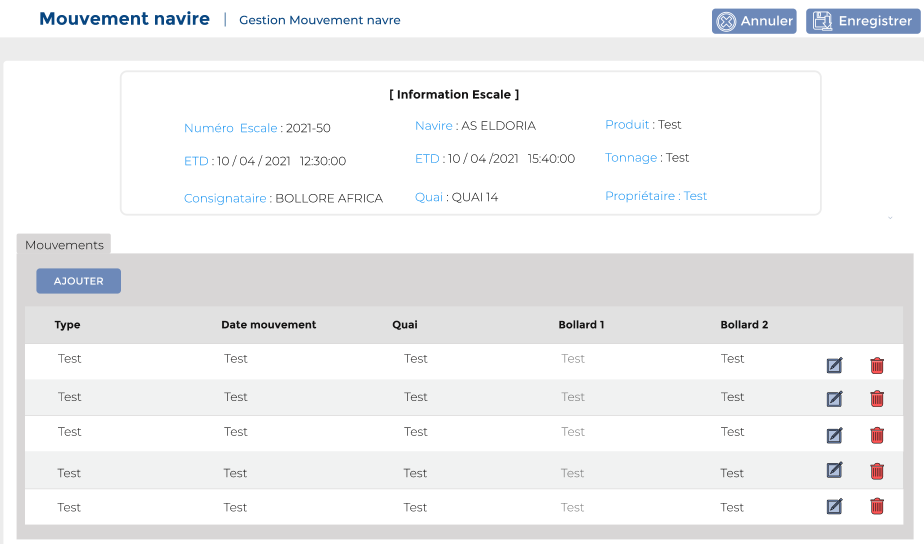 Mouvement navire | Gestion Mouvement navre Annuler Enregistrer
[ Information Escale ]
Numéro Escale : 2021-50 Navire : AS ELDORIA Produit : Test
ETD : 10 / 04 / 2021 12:30:00 ETD : 10 / 04 /2021 15:40:00 Tonnage : Test
Consignataire : BOLLORE AFRICA Quai : QUAI 14 Propriétaire : Test
Mouvements
AJOUTER
Type Date mouvement Quai Bollard 1 Bollard 2
Test Test Test Test Test
Test Test Test Test Test
Test Test Test Test Test
Test Test Test Test Test
Test Test Test Test Test